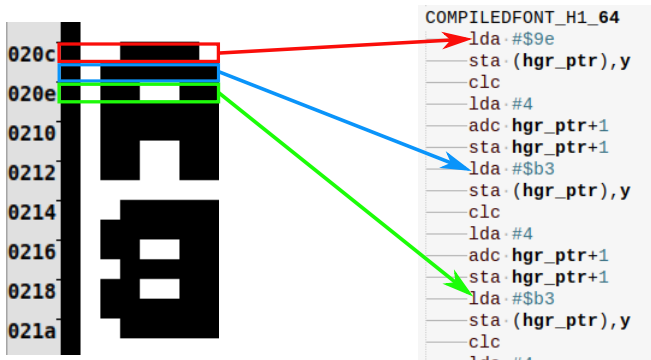 020c
020e
0210
0212
0214
0216
0218
021a
COMPILEDFONT_H1_64
lda #$9e
sta (hgr_ptr),y
clc
lda #4
adc hgr_ptr+1
sta hgr_ptr+1
lda #$b3
sta (hgr_ptr),y
clc
lda #4
adc hgr_ptr+1
sta hgr_ptr+1
lda #$b3
sta (hgr_ptr),y
clc
lda #4